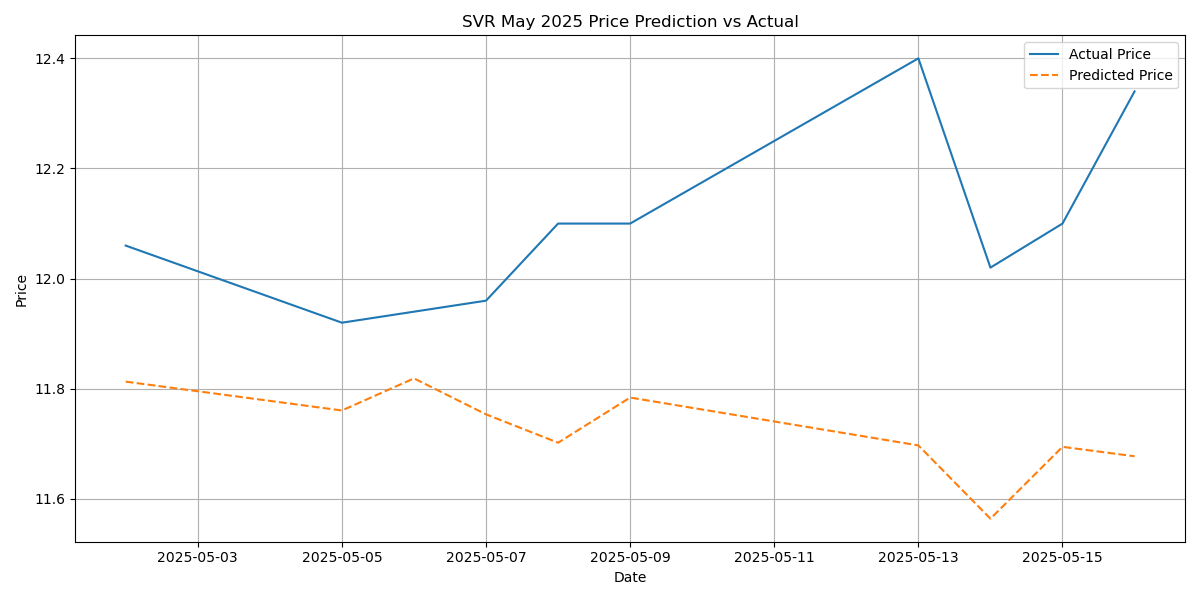 SVR May 2025 Price Prediction vs Actual
Actual Price
Predicted Price
12.4
12.2
12.0
11.8
11.6
Price
2025-05-03 2025-05-05 2025-05-07 2025-05-09 2025-05-11 2025-05-13 2025-05-15
Date